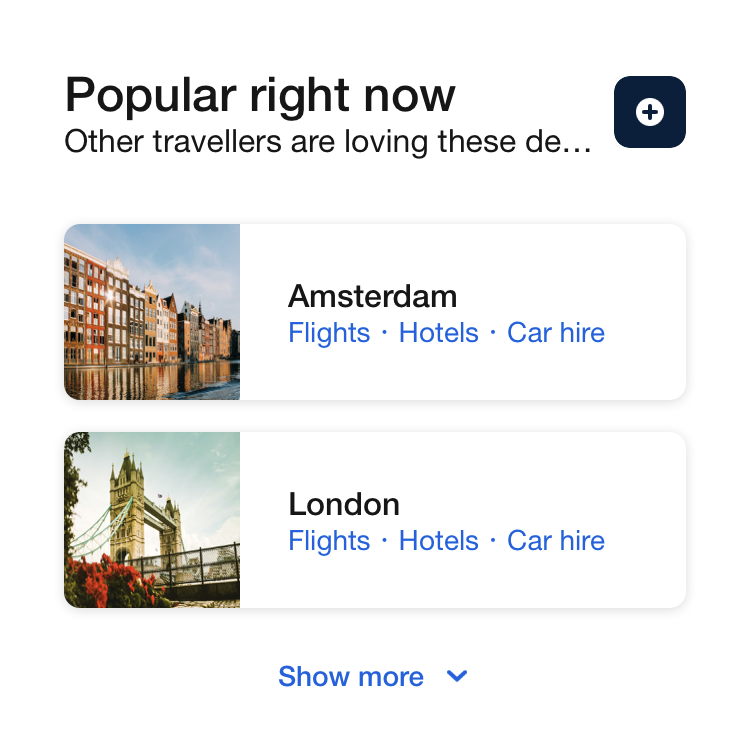 Popular right now
Other travellers are loving these de…
Amsterdam
Flights · Hotels · Car hire
London
Flights · Hotels · Car hire
Show more